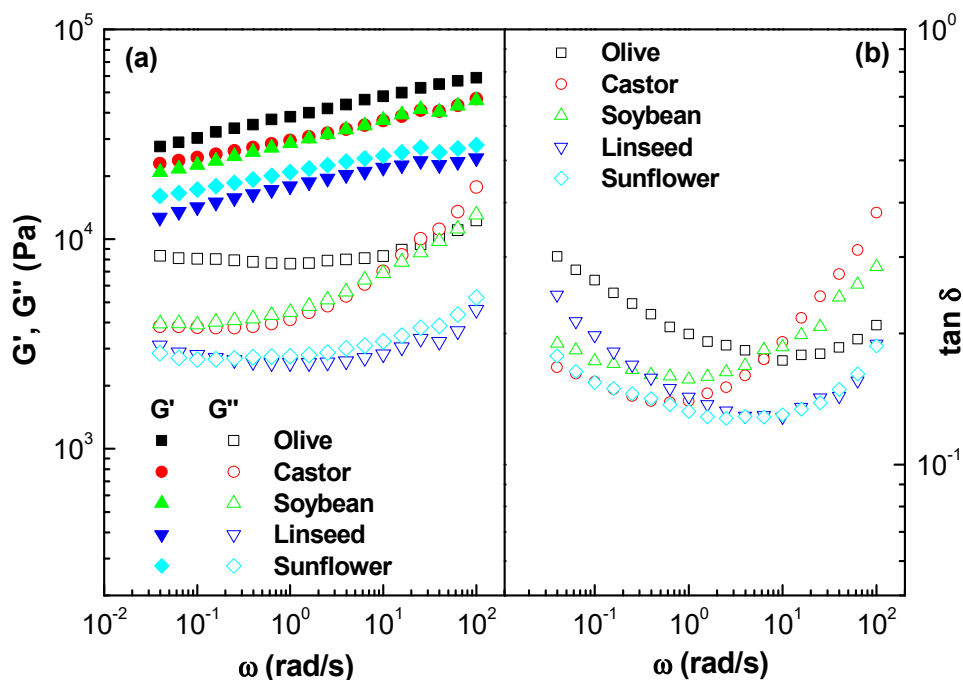 (a)
10^5
10^4
10^3
G', G'' (Pa)
G' G''
Olive
Castor
Soybean
Linseed
Sunflower
10^-2 10^-1 10^0 10^1 10^2
ω (rad/s)
(b)
Olive
Castor
Soybean
Linseed
Sunflower
10^0
10^-1
tan δ
10^-1 10^0 10^1 10^2
ω (rad/s)